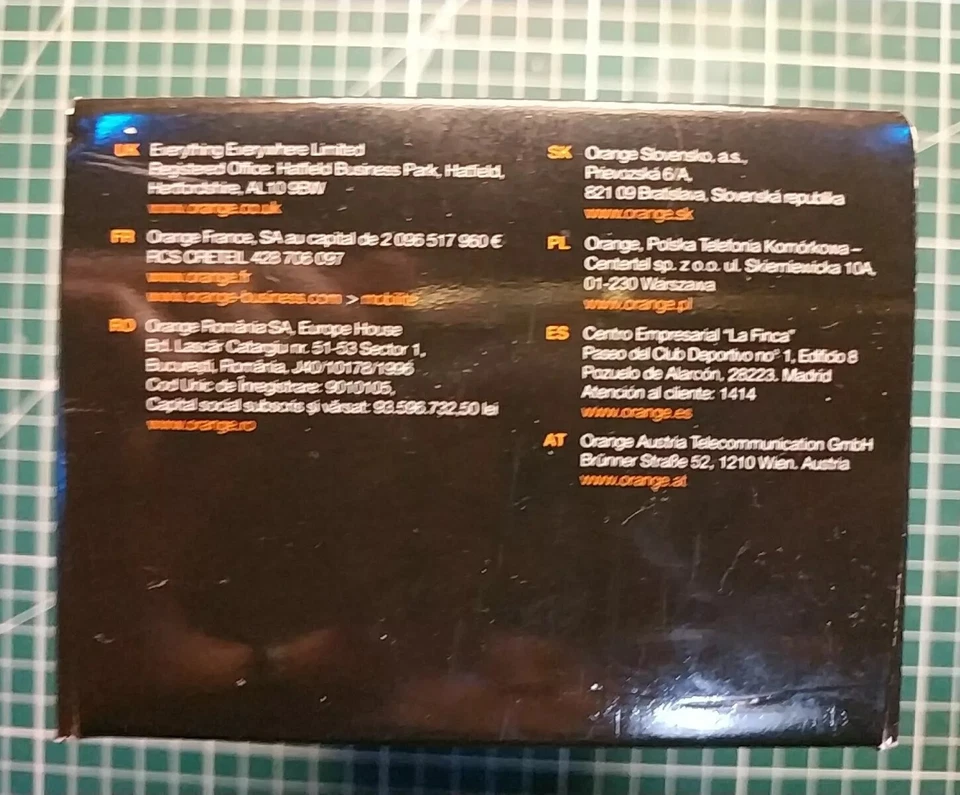 UK Everything Everywhere Limited
Registered Office: Hatfield Business Park, Hatfield,
Hertfordshire, AL10 9BW
www.orange.co.uk
FR Orange France, SA au capital de 2 096 517 960 €
RCS CRETEIL 428 706 097
www.orange.fr
www.orange-business.com > mobilité
RO Orange România SA, Europe House
Bd. Lascăr Catargiu nr. 51-53 Sector 1,
Bucureşti, România, J40/10178/1996
Cod Unic de Înregistrare: 9010105,
Capital social subscris şi vărsat: 93.596.732,50 lei
www.orange.ro
SK Orange Slovensko, a.s.,
Prievozská 6/A,
821 09 Bratislava, Slovenská republika
www.orange.sk
PL Orange, Polska Telefonia Komórkowa –
Centertel sp. z o.o. ul. Skierniewicka 10A,
01-230 Warszawa
www.orange.pl
ES Centro Empresarial "La Finca"
Paseo del Club Deportivo no° 1, Edificio 8
Pozuelo de Alarcón, 28223. Madrid
Atención al cliente: 1414
www.orange.es
AT Orange Austria Telecommunication GmbH
Brünner Straße 52, 1210 Wien. Austria
www.orange.at